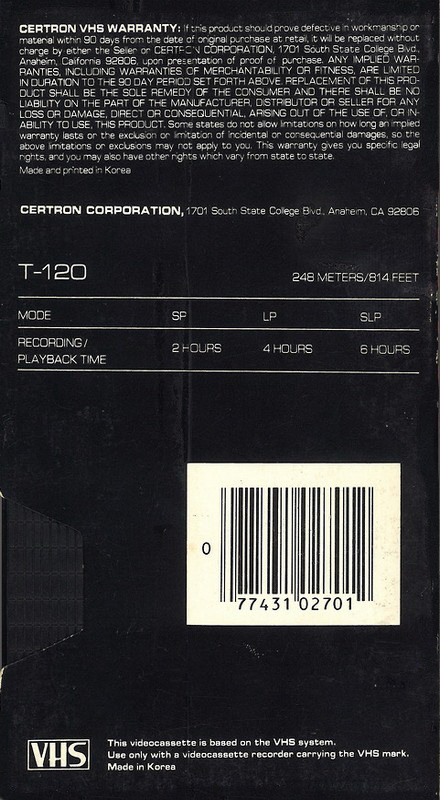 CERTRON VHS WARRANTY: If this product should prove defective in workmanship or
material within 90 days from the date of original purchase at retail, it will be replaced without
charge by either the Seller or CERTRON CORPORATION, 1701 South State College Blvd.,
Anaheim, California 92806, upon presentation of proof of purchase. ANY IMPLIED WAR-
RANTIES, INCLUDING WARRANTIES OF MERCHANTABILITY OR FITNESS, ARE LIMITED
IN DURATION TO THE 90 DAY PERIOD SET FORTH ABOVE. REPLACEMENT OF THIS PRO-
DUCT SHALL BE THE SOLE REMEDY OF THE CONSUMER AND THERE SHALL BE NO
LIABILITY ON THE PART OF THE MANUFACTURER, DISTRIBUTOR OR SELLER FOR ANY
LOSS OR DAMAGE, DIRECT OR CONSEQUENTIAL, ARISING OUT OF THE USE OF, OR IN-
ABILITY TO USE, THIS PRODUCT. Some states do not allow limitations on how long an implied
warranty lasts or the exclusion or limitation of incidental or consequential damages, so the
above limitations or exclusions may not apply to you. This warranty gives you specific legal
rights, and you may also have other rights which vary from state to state.
Made and printed in Korea
CERTRON CORPORATION, 1701 South State College Blvd., Anaheim, CA 92806
T-120 248 METERS/814 FEET
MODE SP LP SLP
RECORDING/
PLAYBACK TIME 2 HOURS 4 HOURS 6 HOURS
0 77431 02701
VHS
This videocassette is based on the VHS system.
Use only with a videocassette recorder carrying the VHS mark.
Made in Korea